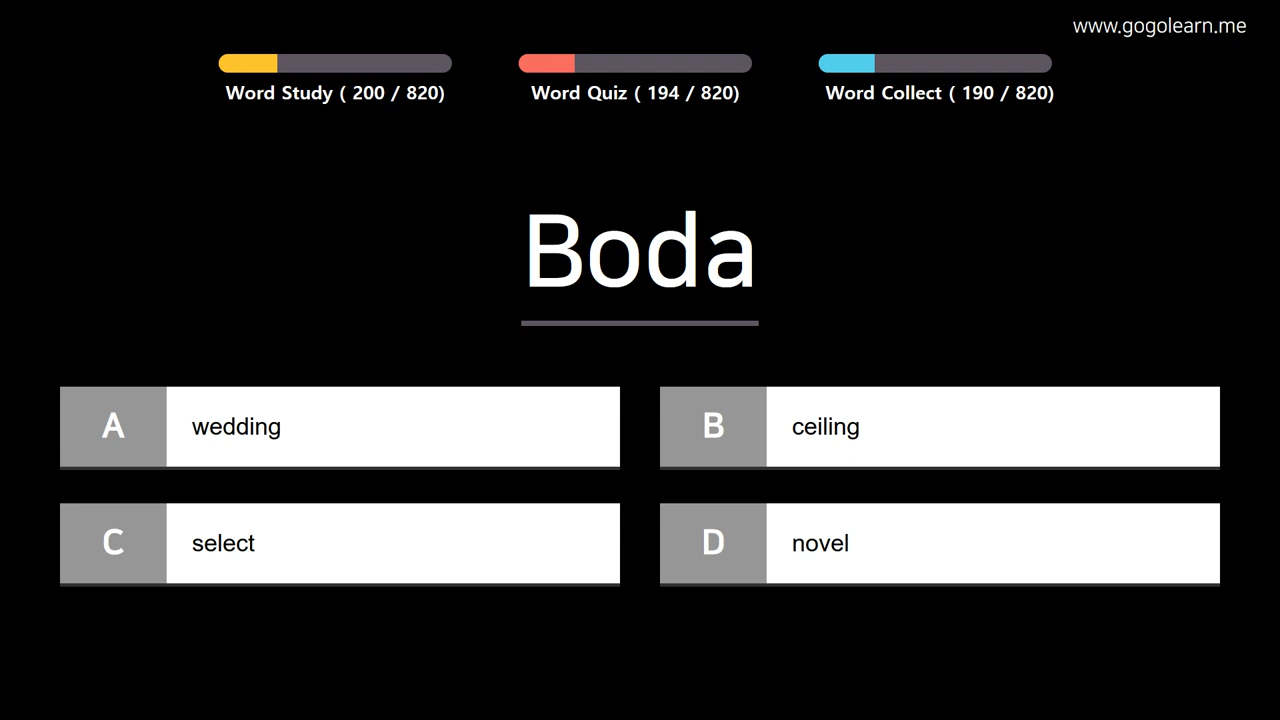 www.gogolearn.me
Word Study ( 200 / 820)
Word Quiz ( 194 / 820)
Word Collect ( 190 / 820)
Boda
A wedding
B ceiling
C select
D novel